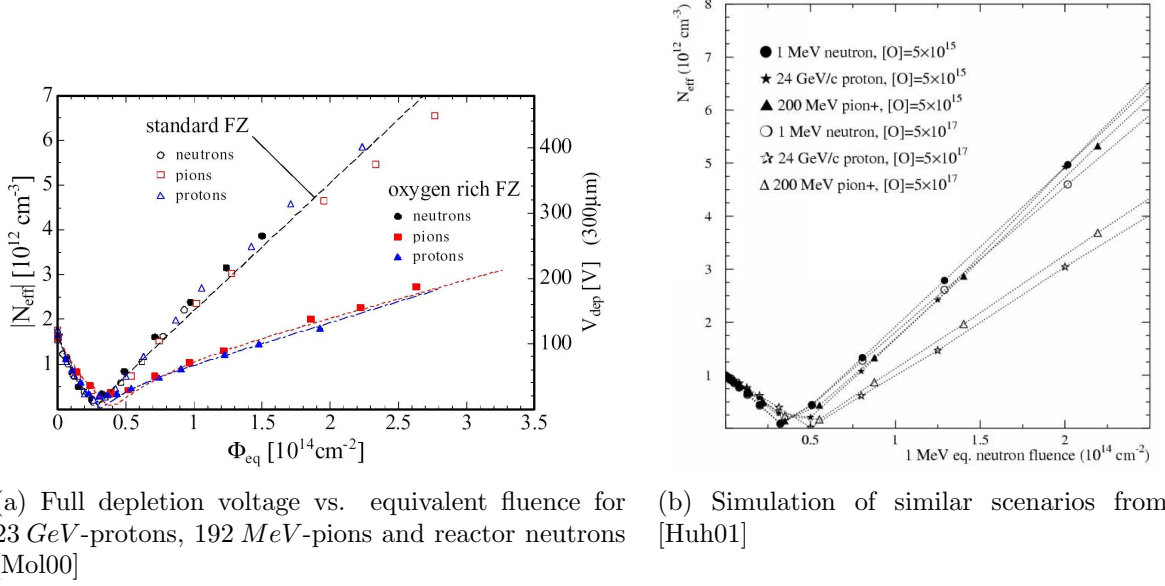 7
6
5
4
3
2
1
|N_eff| [10^12 cm^-3]
standard FZ
neutrons
pions
protons
oxygen rich FZ
neutrons
pions
protons
400
300
200
100
V_dep [V] (300μm)
0 0.5 1 1.5 2 2.5 3 3.5
Φ_eq [10^14 cm^-2]
(a) Full depletion voltage vs. equivalent fluence for
23 GeV-protons, 192 MeV-pions and reactor neutrons
[Mol00]
8
7
6
5
4
3
2
1
N_eff (10^12 cm^-3)
1 MeV neutron, [O]=5×10^15
24 GeV/c proton, [O]=5×10^15
200 MeV pion+, [O]=5×10^15
1 MeV neutron, [O]=5×10^17
24 GeV/c proton, [O]=5×10^17
200 MeV pion+, [O]=5×10^17
0.5 1 1.5 2
1 MeV eq. neutron fluence (10^14 cm^-2)
(b) Simulation of similar scenarios from
[Huh01]